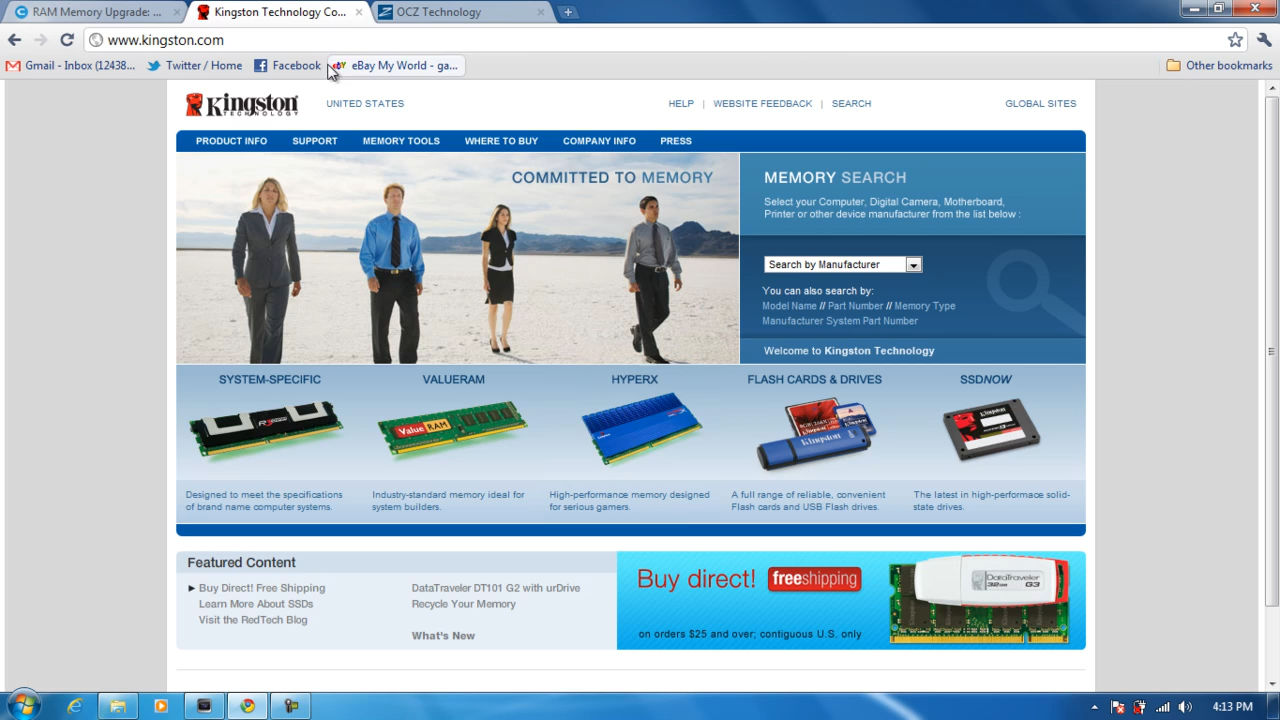 RAM Memory Upgrade:
Kingston Technology Co...
OCZ Technology
www.kingston.com
Gmail - Inbox (12438...
Twitter / Home
Facebook
eBay My World - ga...
Other bookmarks
Kingston
TECHNOLOGY
UNITED STATES
HELP | WEBSITE FEEDBACK | SEARCH
GLOBAL SITES
PRODUCT INFO SUPPORT MEMORY TOOLS WHERE TO BUY COMPANY INFO PRESS
COMMITTED TO MEMORY
MEMORY SEARCH
Select your Computer, Digital Camera, Motherboard,
Printer or other device manufacturer from the list below :
Search by Manufacturer
You can also search by:
Model Name // Part Number // Memory Type
Manufacturer System Part Number
Welcome to Kingston Technology
SYSTEM-SPECIFIC
VALUERAM
HYPERX
FLASH CARDS & DRIVES
SSDNOW
Value RAM
Kingston
Designed to meet the specifications
of brand name computer systems.
Industry-standard memory ideal for
system builders.
High-performance memory designed
for serious gamers.
A full range of reliable, convenient
Flash cards and USB Flash drives.
The latest in high-performace solid-
state drives.
Featured Content
Buy Direct! Free Shipping
Learn More About SSDs
Visit the RedTech Blog
DataTraveler DT101 G2 with urDrive
Recycle Your Memory
What's New
Buy direct! freeshipping
on orders $25 and over; contiguous U.S. only
DataTraveler
32GB G3
4:13 PM